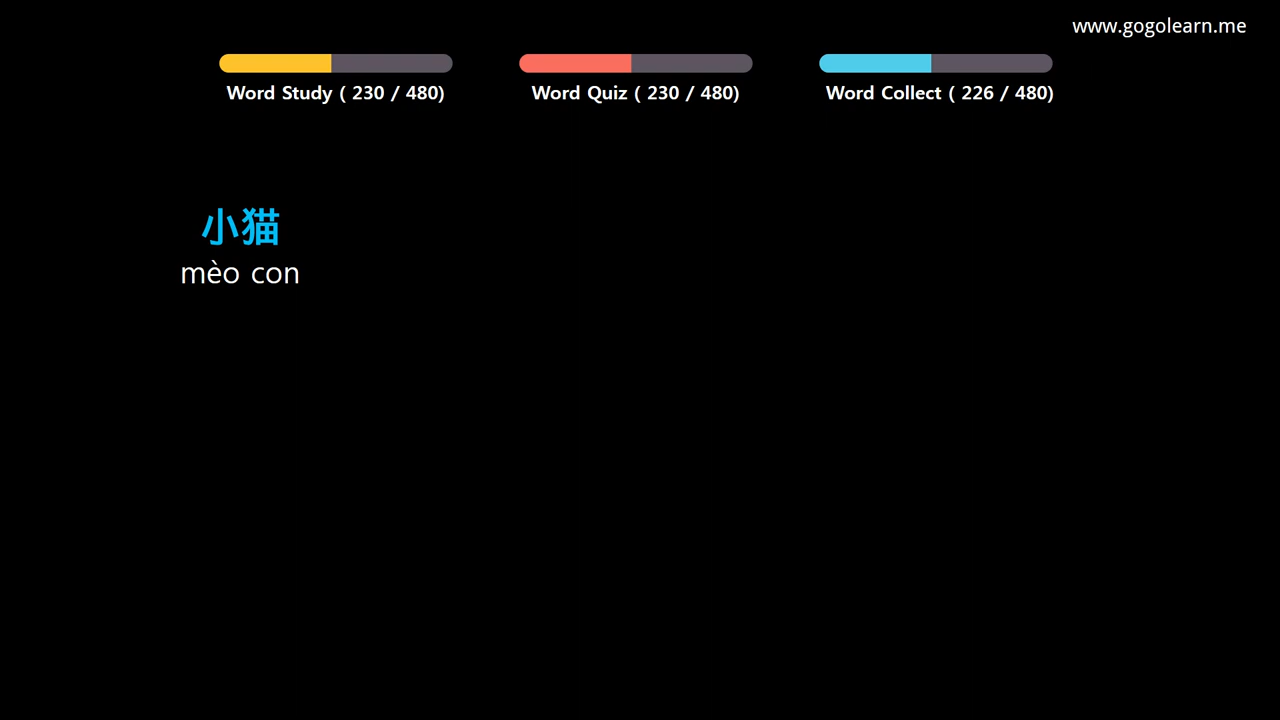 www.gogolearn.me
Word Study ( 230 / 480)
Word Quiz ( 230 / 480)
Word Collect ( 226 / 480)
小猫
mèo con